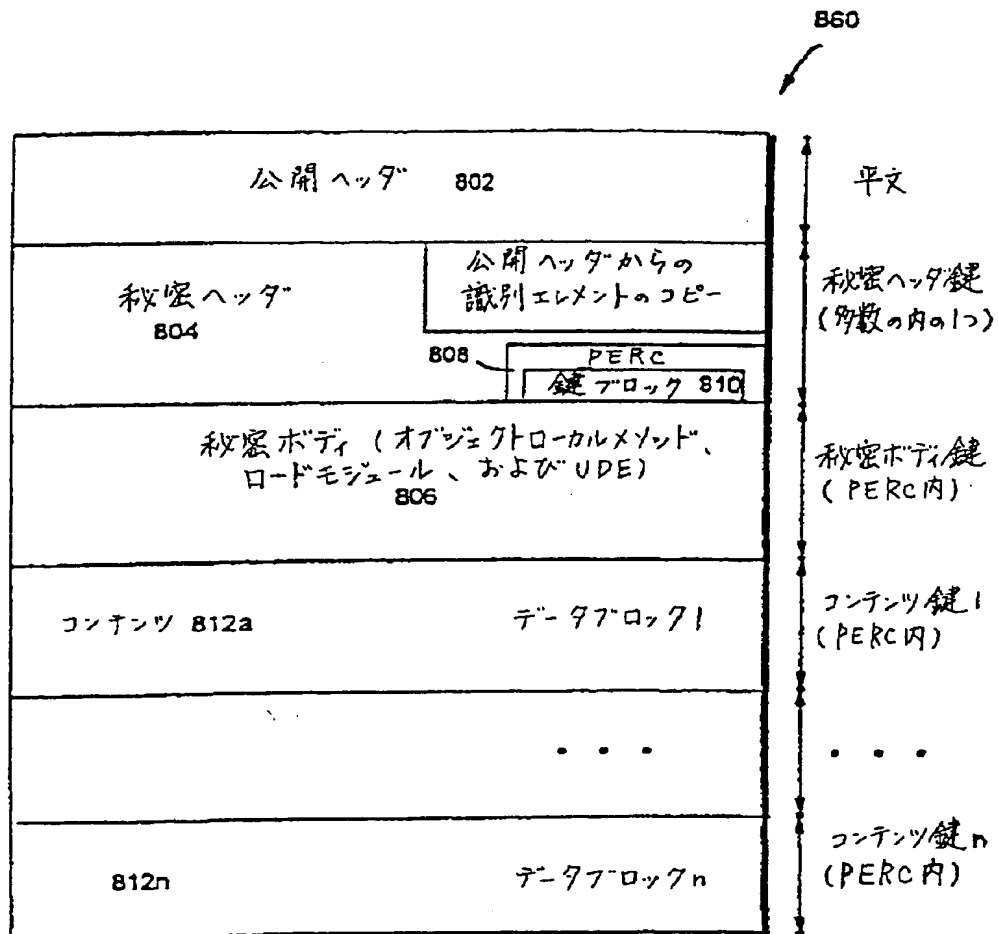 860
公開ヘッダ 802
平文
秘密ヘッダ
804
公開ヘッダからの
識別エレメントのコピー
808
PERC
鍵ブロック 810
秘密ヘッダ鍵
(多数の内の1つ)
秘密ボディ (オブジェクトローカルメソッド、
ロードモジュール、およびUDE)
806
秘密ボディ鍵
(PERC内)
コンテンツ 812a
データブロック1
コンテンツ鍵1
(PERC内)
• • •
• • •
812n
データブロックn
コンテンツ鍵n
(PERC内)